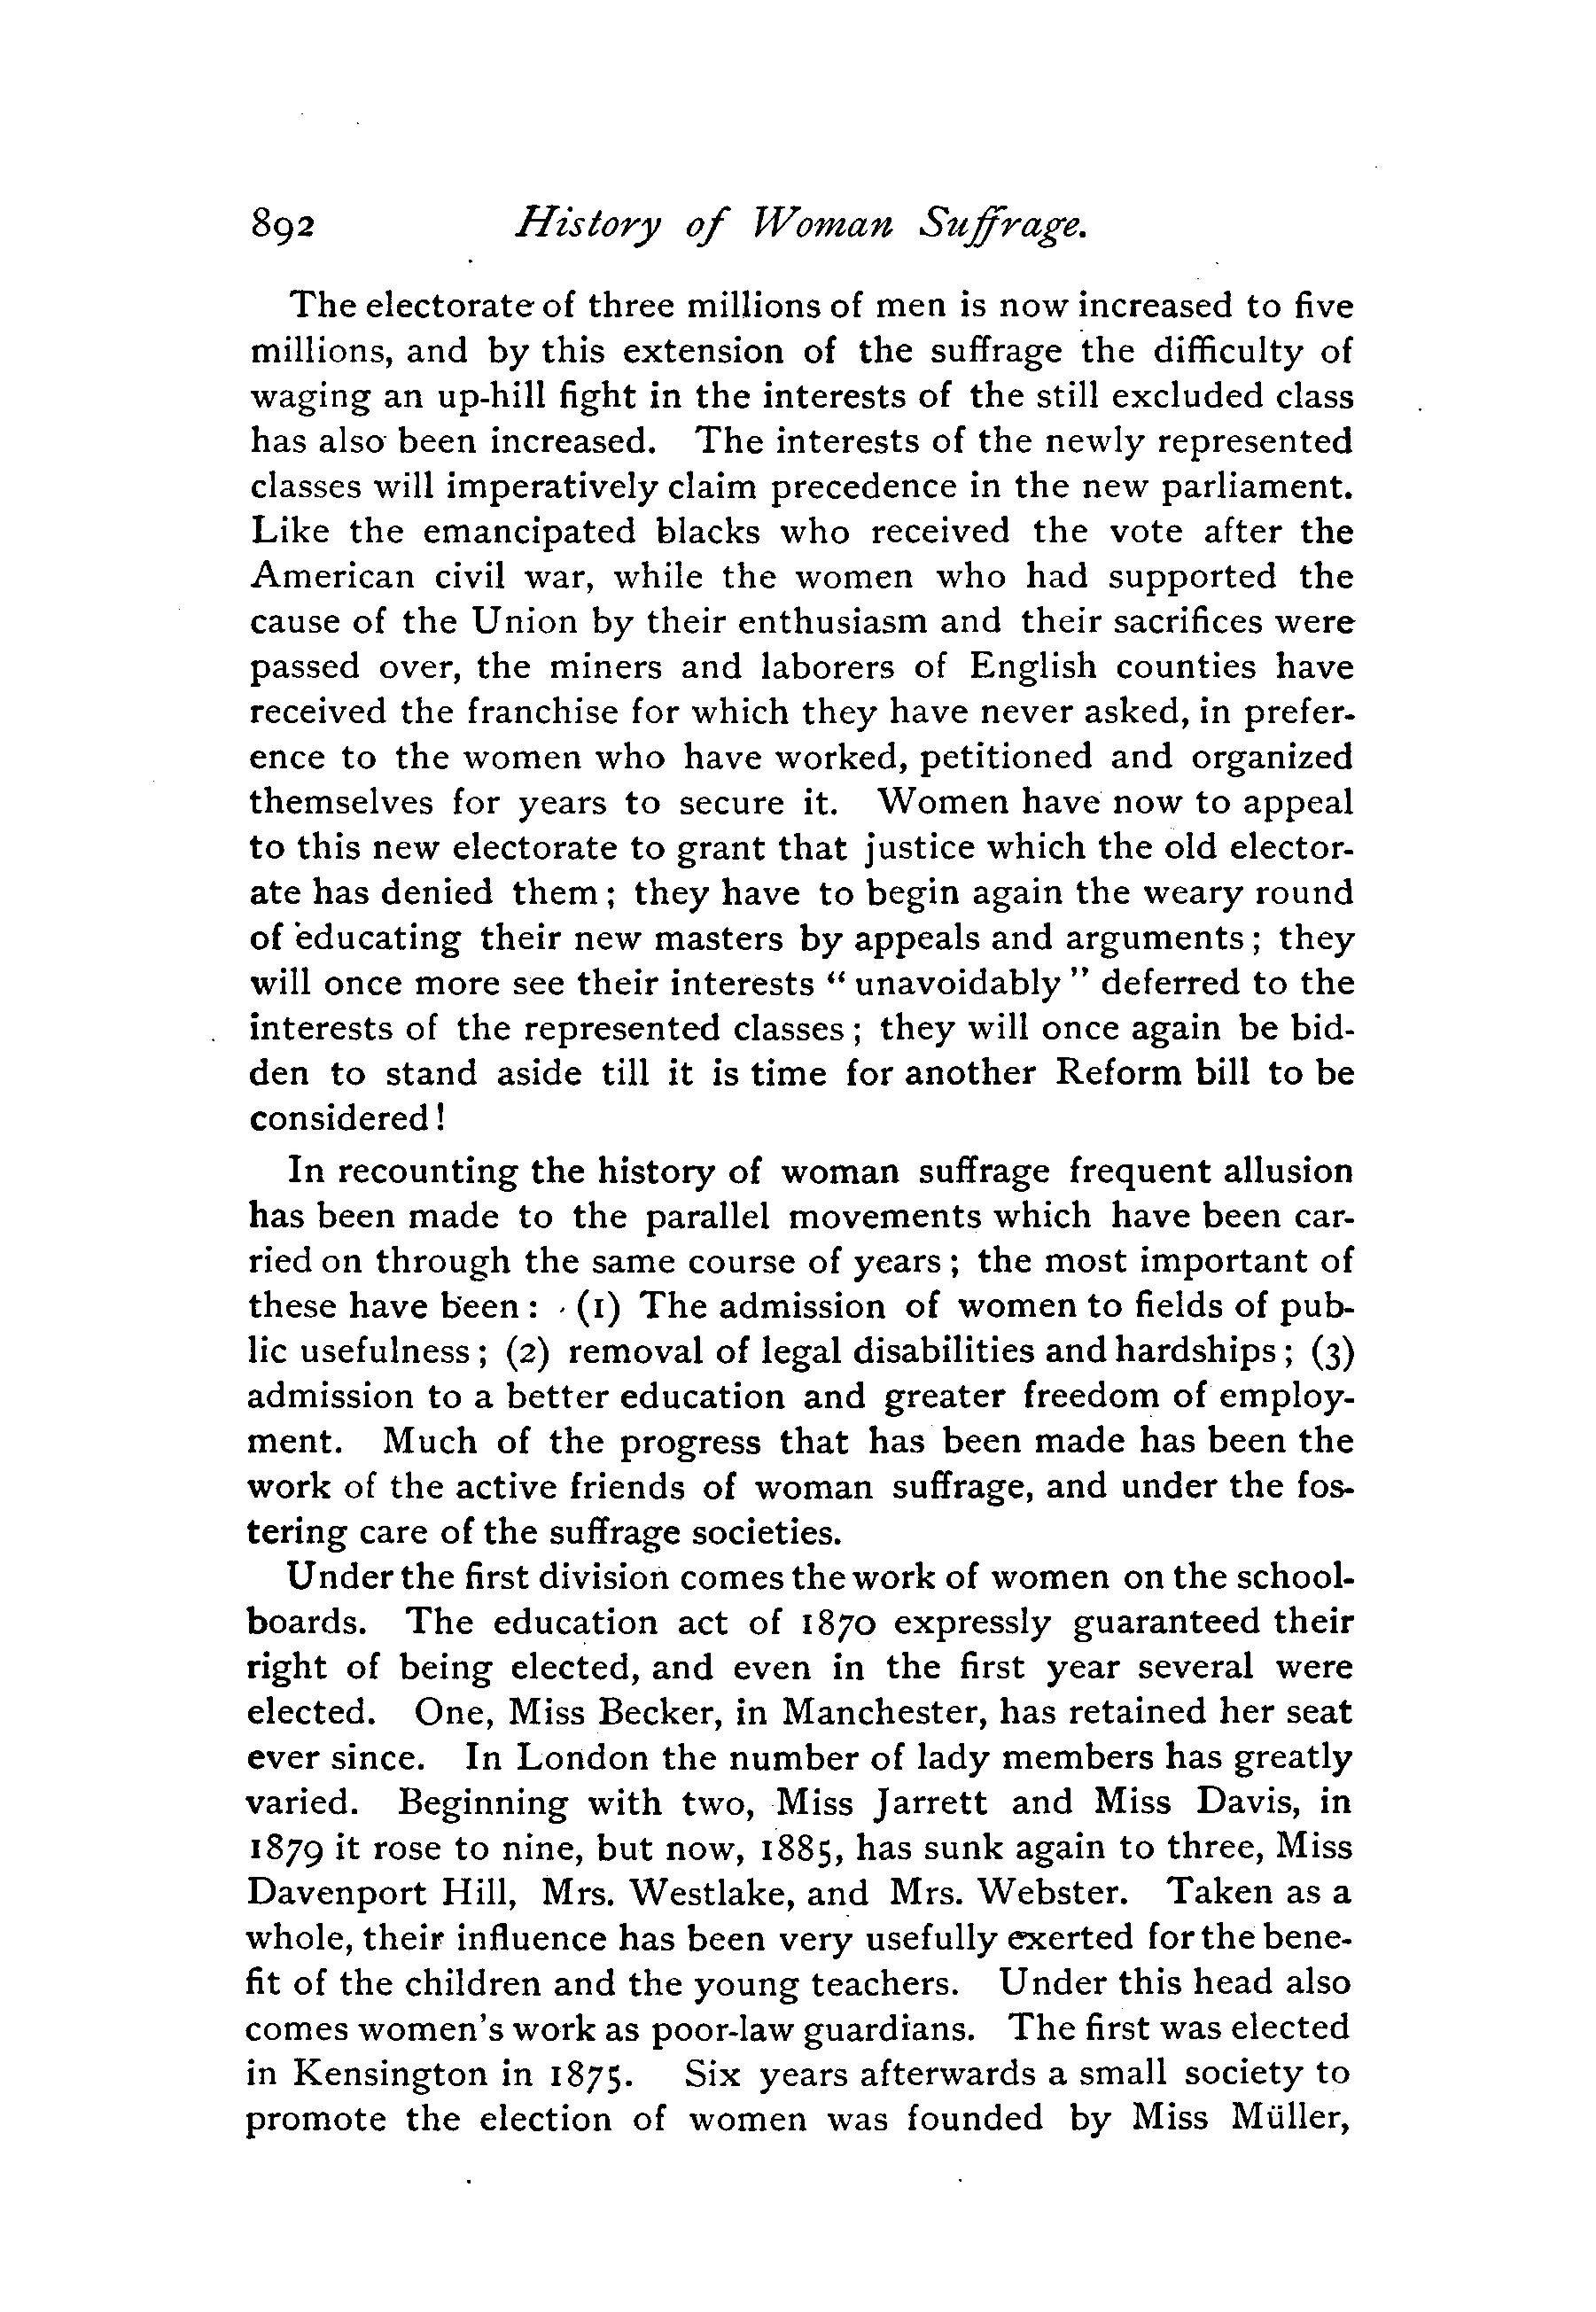 892 History of Woman Suffrage.
The electorate of three millions of men is now increased to five
millions, and by this extension of the suffrage the difficulty of
waging an up-hill fight in the interests of the still excluded class
has also been increased. The interests of the newly represented
classes will imperatively claim precedence in the new parliament.
Like the emancipated blacks who received the vote after the
American civil war, while the women who had supported the
cause of the Union by their enthusiasm and their sacrifices were
passed over, the miners and laborers of English counties have
received the franchise for which they have never asked, in prefer-
ence to the women who have worked, petitioned and organized
themselves for years to secure it. Women have now to appeal
to this new electorate to grant that justice which the old elector-
ate has denied them; they have to begin again the weary round
of educating their new masters by appeals and arguments; they
will once more see their interests "unavoidably" deferred to the
interests of the represented classes; they will once again be bid-
den to stand aside till it is time for another Reform bill to be
considered!
In recounting the history of woman suffrage frequent allusion
has been made to the parallel movements which have been car-
ried on through the same course of years; the most important of
these have been: (1) The admission of women to fields of pub-
lic usefulness; (2) removal of legal disabilities and hardships; (3)
admission to a better education and greater freedom of employ-
ment. Much of the progress that has been made has been the
work of the active friends of woman suffrage, and under the fos-
tering care of the suffrage societies.
Under the first division comes the work of women on the school-
boards. The education act of 1870 expressly guaranteed their
right of being elected, and even in the first year several were
elected. One, Miss Becker, in Manchester, has retained her seat
ever since. In London the number of lady members has greatly
varied. Beginning with two, Miss Jarrett and Miss Davis, in
1879 it rose to nine, but now, 1885, has sunk again to three, Miss
Davenport Hill, Mrs. Westlake, and Mrs. Webster. Taken as a
whole, their influence has been very usefully exerted for the bene-
fit of the children and the young teachers. Under this head also
comes women's work as poor-law guardians. The first was elected
in Kensington in 1875. Six years afterwards a small society to
promote the election of women was founded by Miss Müller,